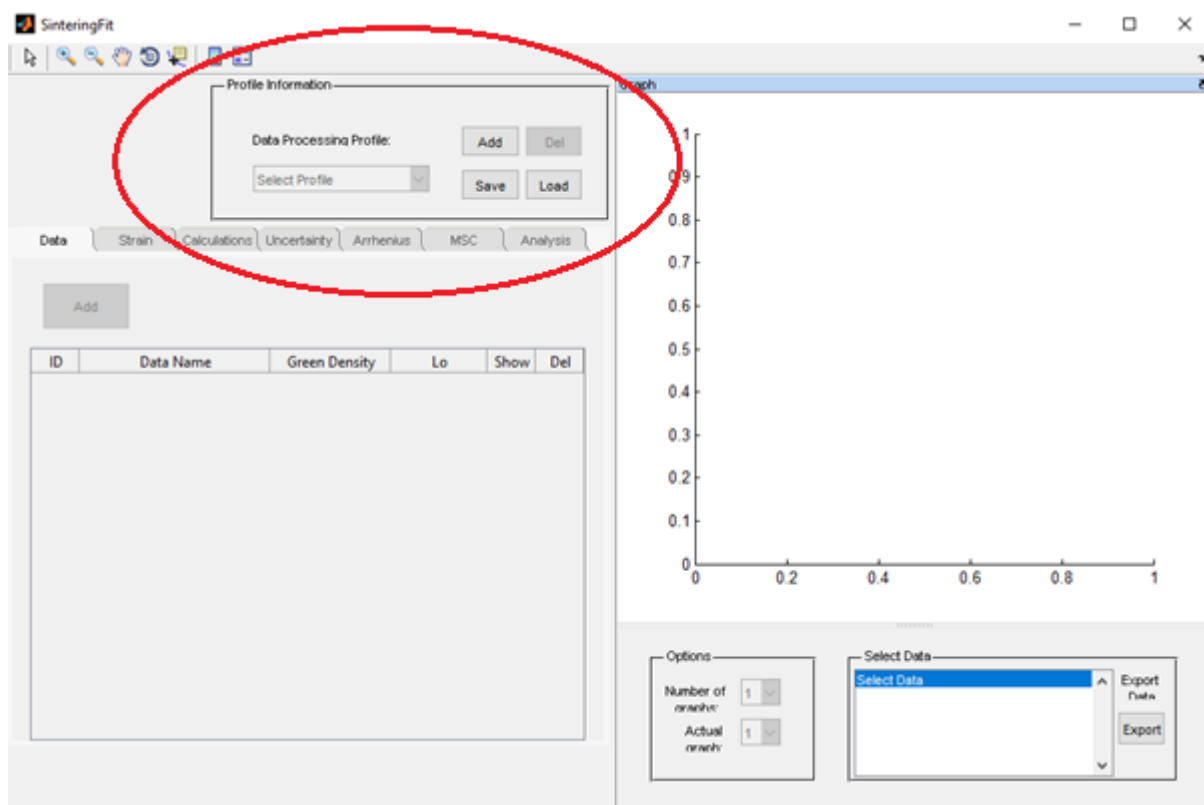 SinteringFit
Profile Information
Data Processing Profile:
Add
Del
Select Profile
Save
Load
Data
Strain
Calculations
Uncertainty
Arrhenius
MSC
Analysis
Add
ID Data Name Green Density Lo Show Del
Graph
1
0.9
0.8
0.7
0.6
0.5
0.4
0.3
0.2
0.1
0
0 0.2 0.4 0.6 0.8 1
Options
Number of
graphs:
1
Actual
graph:
1
Select Data
Select Data
Export
Data
Export